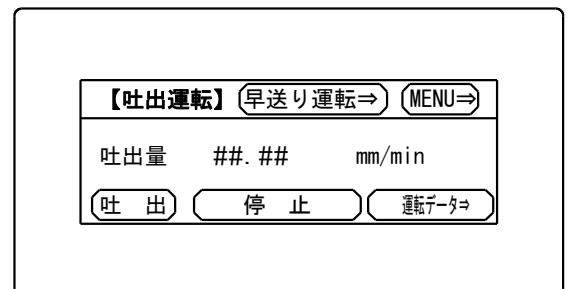 【吐出運転】 早送り運転⇒ MENU⇒
吐出量 ##.## mm/min
吐 出 停 止 運転データ⇒